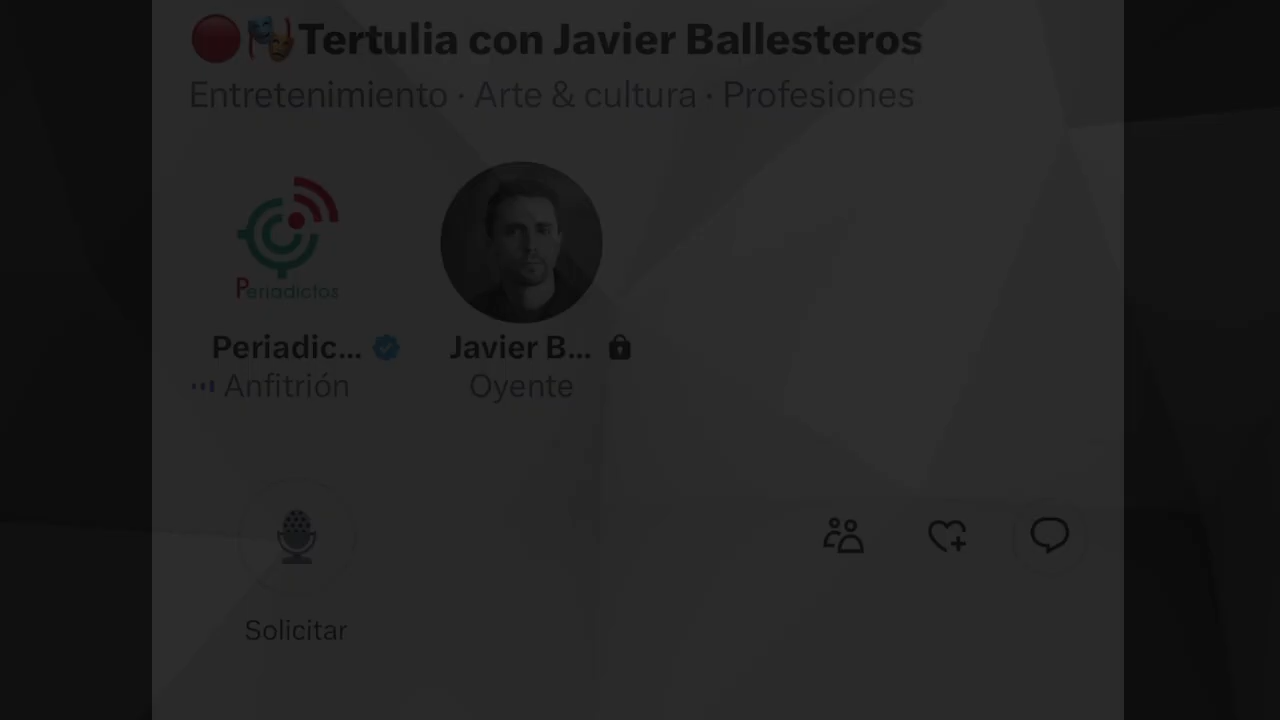 🔴🎭Tertulia con Javier Ballesteros
Entretenimiento · Arte & cultura · Profesiones
Periadictos
Periadic... Javier B...
Anfitrión Oyente
Solicitar